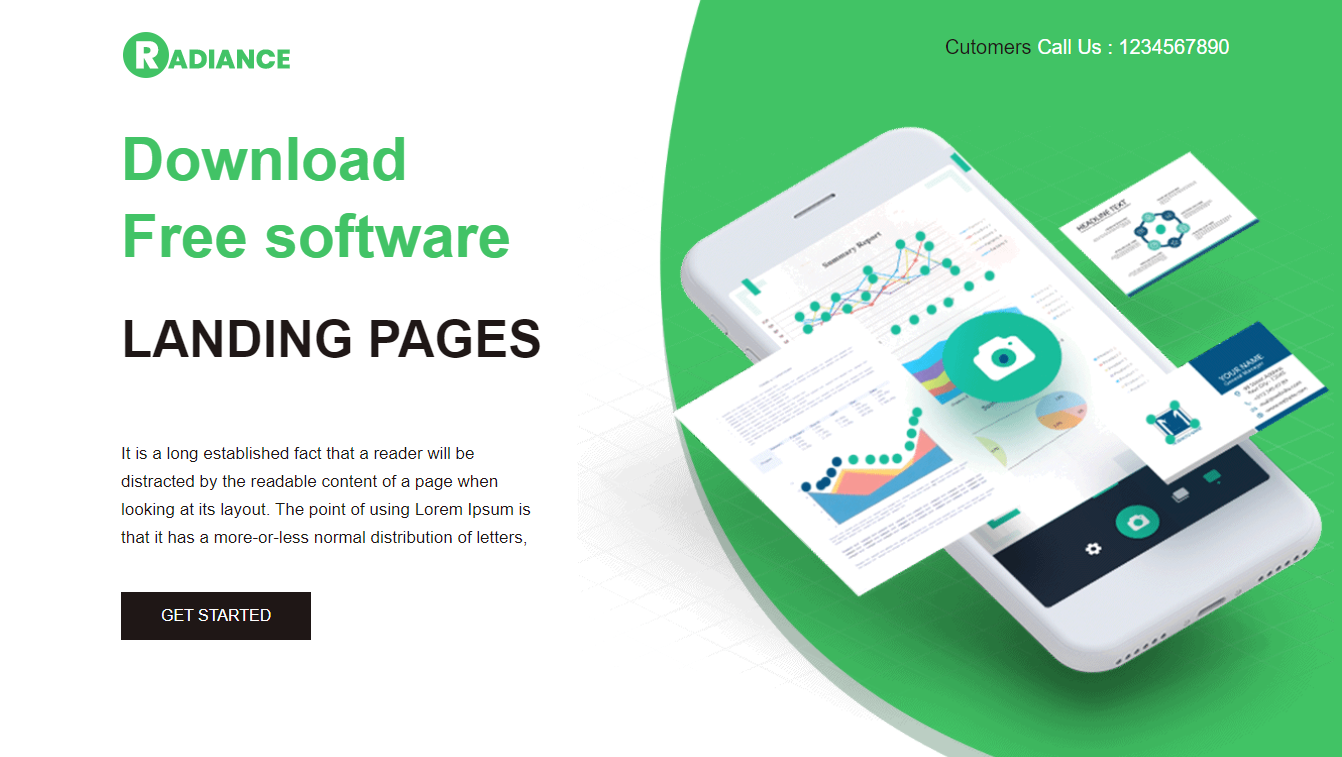 RADIANCE
Cutomers Call Us : 1234567890
Download
Free software
LANDING PAGES
It is a long established fact that a reader will be
distracted by the readable content of a page when
looking at its layout. The point of using Lorem Ipsum is
that it has a more-or-less normal distribution of letters,
GET STARTED
Summary Report
HEADLINE TEXT
YOUR NAME
General Manager